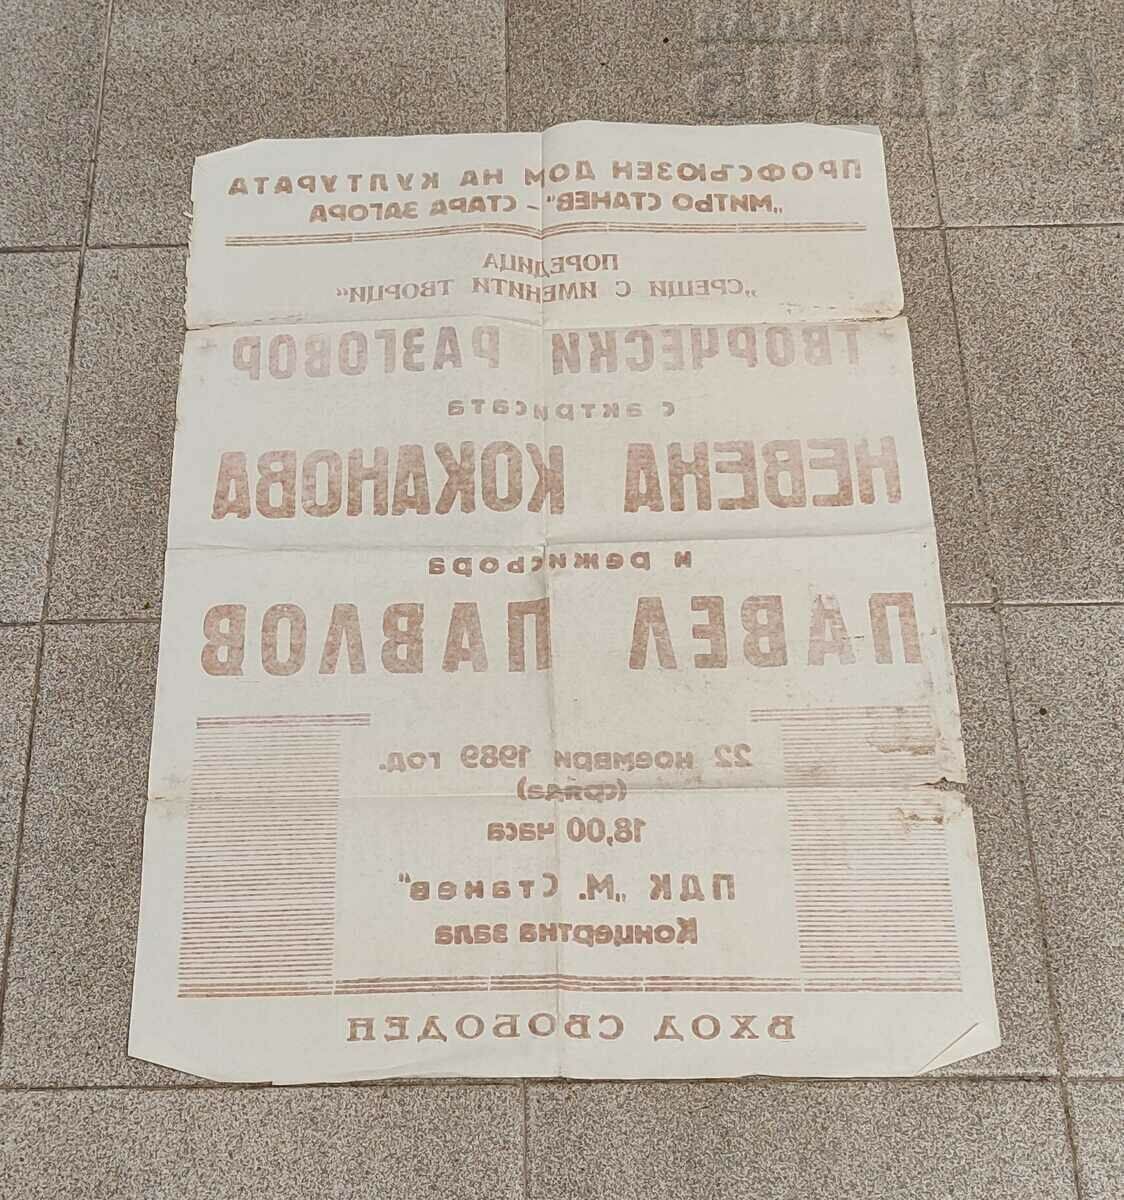 ПРОФСЪЮЗЕН ДОМ НА КУЛТУРАТА
„МИТЬО СТАНЕВ“ – СТАРА ЗАГОРА
ПОРЕДИЦА
„СРЕЩИ С ИМЕНИТИ ТВОРЦИ“
ТВОРЧЕСКИ РАЗГОВОР
с актрисата
НЕВЕНА КОКАНОВА
и режисьора
ПАВЕЛ ПАВЛОВ
22 ноември 1989 год.
(сряда)
18,00 часа
ПДК „М. Станев“
Концертна зала
ВХОД СВОБОДЕН
auction